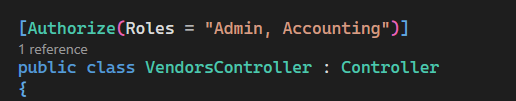 [Authorize(Roles = "Admin, Accounting")]
1 reference
public class VendorsController : Controller
{